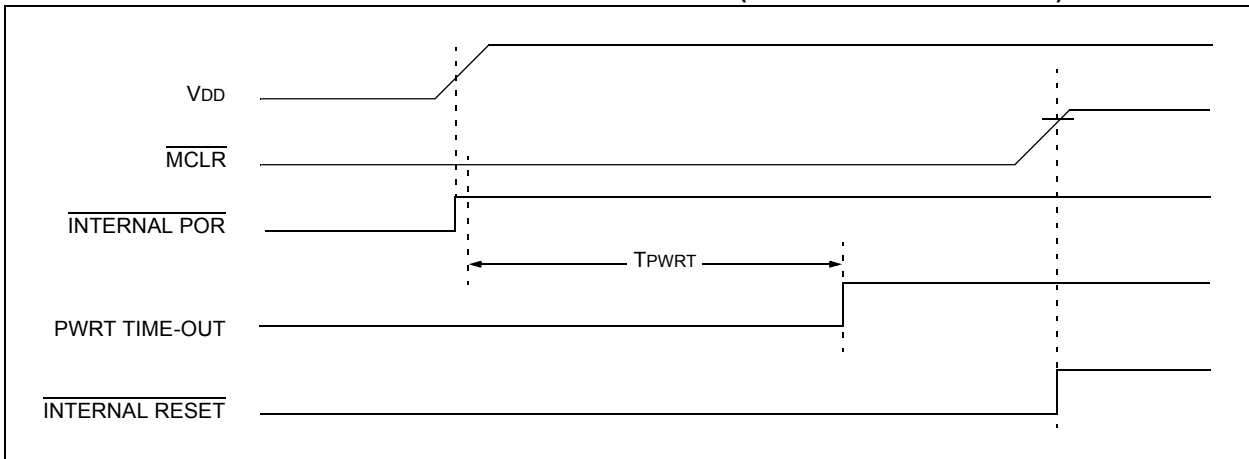 VDD
MCLR
INTERNAL POR
TPWRT
PWRT TIME-OUT
INTERNAL RESET